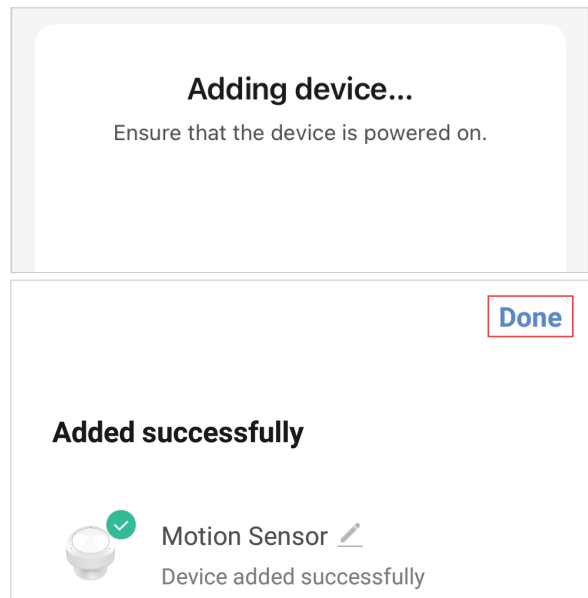 Adding device...
Ensure that the device is powered on.
Done
Added successfully
Motion Sensor
Device added successfully